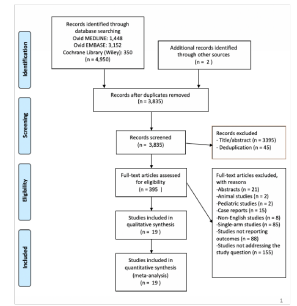 Identification
Records identified through
database searching
Ovid MEDLINE: 1,448
Ovid EMBASE: 3,152
Cochrane Library (Wiley): 350
(n = 4,950)
Additional records identified
through other sources
(n = 2 )
Records after duplicates removed
(n = 3,835)
Screening
Records screened
(n = 3,835)
Records excluded
- Title/abstract (n = 3395)
- Deduplication (n = 45)
Eligibility
Full-text articles assessed
for eligibility
(n = 395 )
Full-text articles excluded,
with reasons
- Abstracts (n = 21)
- Animal studies (n = 2)
- Pediatric studies (n = 2)
- Case reports (n = 15)
- Non-English studies (n = 8)
- Single-arm studies (n = 85)
- Studies not reporting
outcomes (n = 88)
- Studies not addressing the
study question (n = 155)
Included
Studies included in
qualitative synthesis
(n = 19 )
Studies included in
quantitative synthesis
(meta-analysis)
(n = 19 )
1